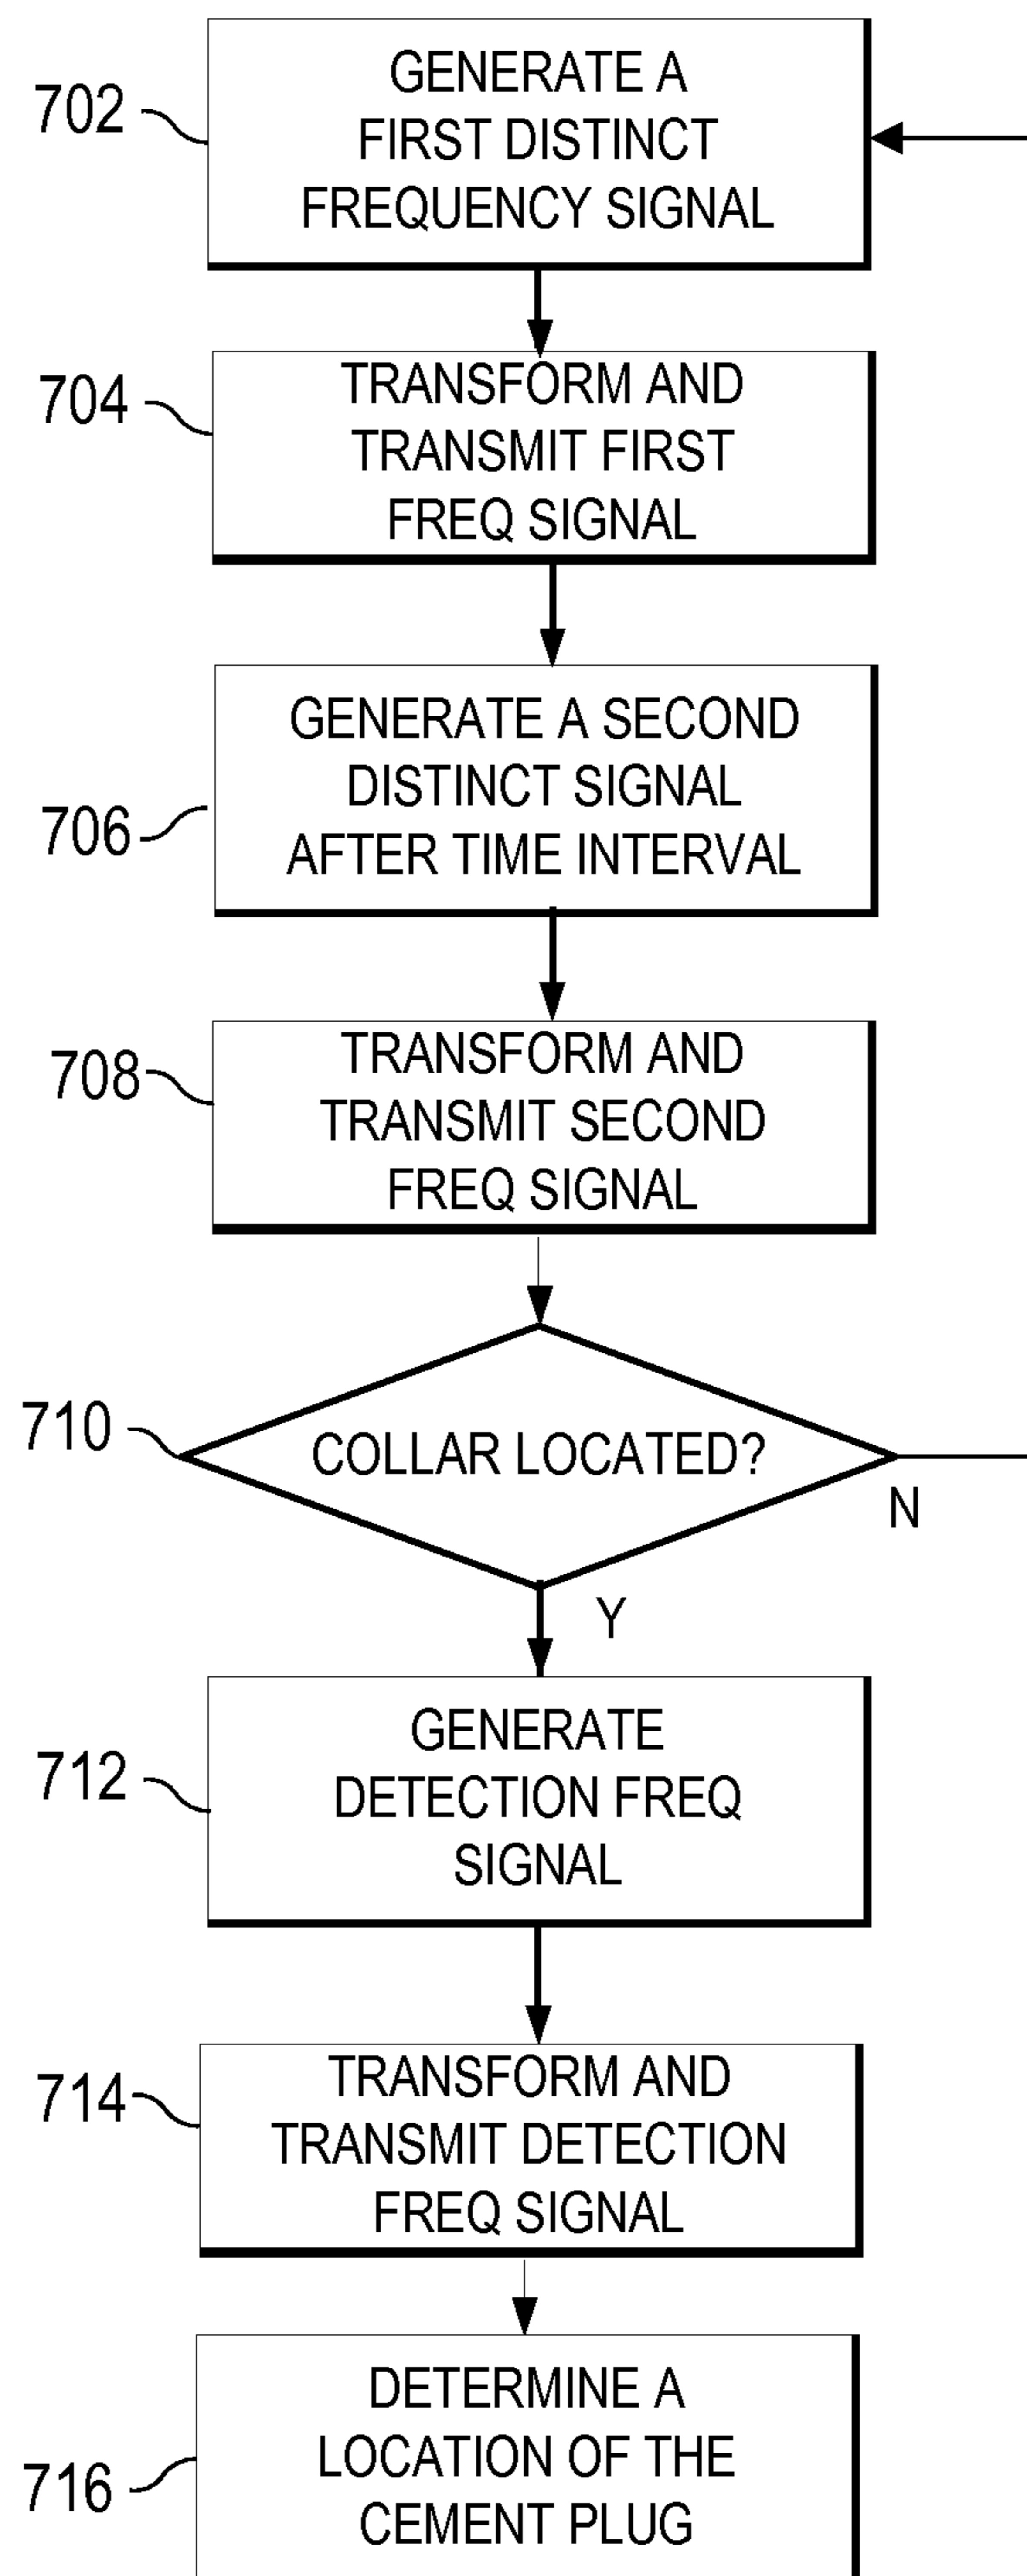 702
GENERATE A
FIRST DISTINCT
FREQUENCY SIGNAL
704
TRANSFORM AND
TRANSMIT FIRST
FREQ SIGNAL
706
GENERATE A SECOND
DISTINCT SIGNAL
AFTER TIME INTERVAL
708
TRANSFORM AND
TRANSMIT SECOND
FREQ SIGNAL
710
COLLAR LOCATED?
N
Y
712
GENERATE
DETECTION FREQ
SIGNAL
714
TRANSFORM AND
TRANSMIT DETECTION
FREQ SIGNAL
716
DETERMINE A
LOCATION OF THE
CEMENT PLUG